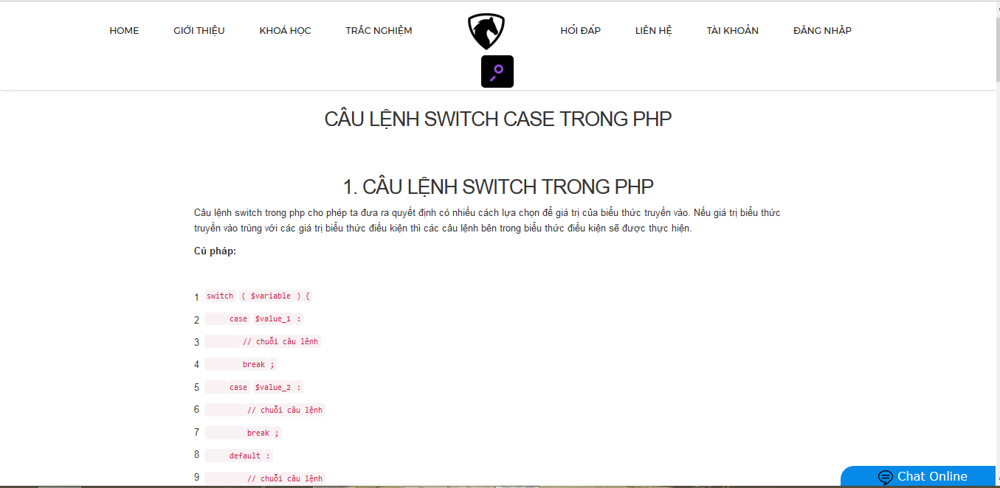 HOME GIỚI THIỆU KHOÁ HỌC TRẮC NGHIỆM HỎI ĐÁP LIÊN HỆ TÀI KHOẢN ĐĂNG NHẬP
CÂU LỆNH SWITCH CASE TRONG PHP
1. CÂU LỆNH SWITCH TRONG PHP
Câu lệnh switch trong php cho phép ta đưa ra quyết định có nhiều cách lựa chọn để giá trị của biểu thức truyền vào. Nếu giá trị biểu thức
truyền vào trùng với các giá trị biểu thức điều kiện thì các câu lệnh bên trong biểu thức điều kiện sẽ được thực hiện.
Cú pháp:
1 switch ( $variable ) {
2 case $value_1 :
3 // chuỗi câu lênh
4 break ;
5 case $value_2 :
6 // chuỗi câu lệnh
7 break ;
8 default :
9 // chuỗi câu lệnh
Chat Online